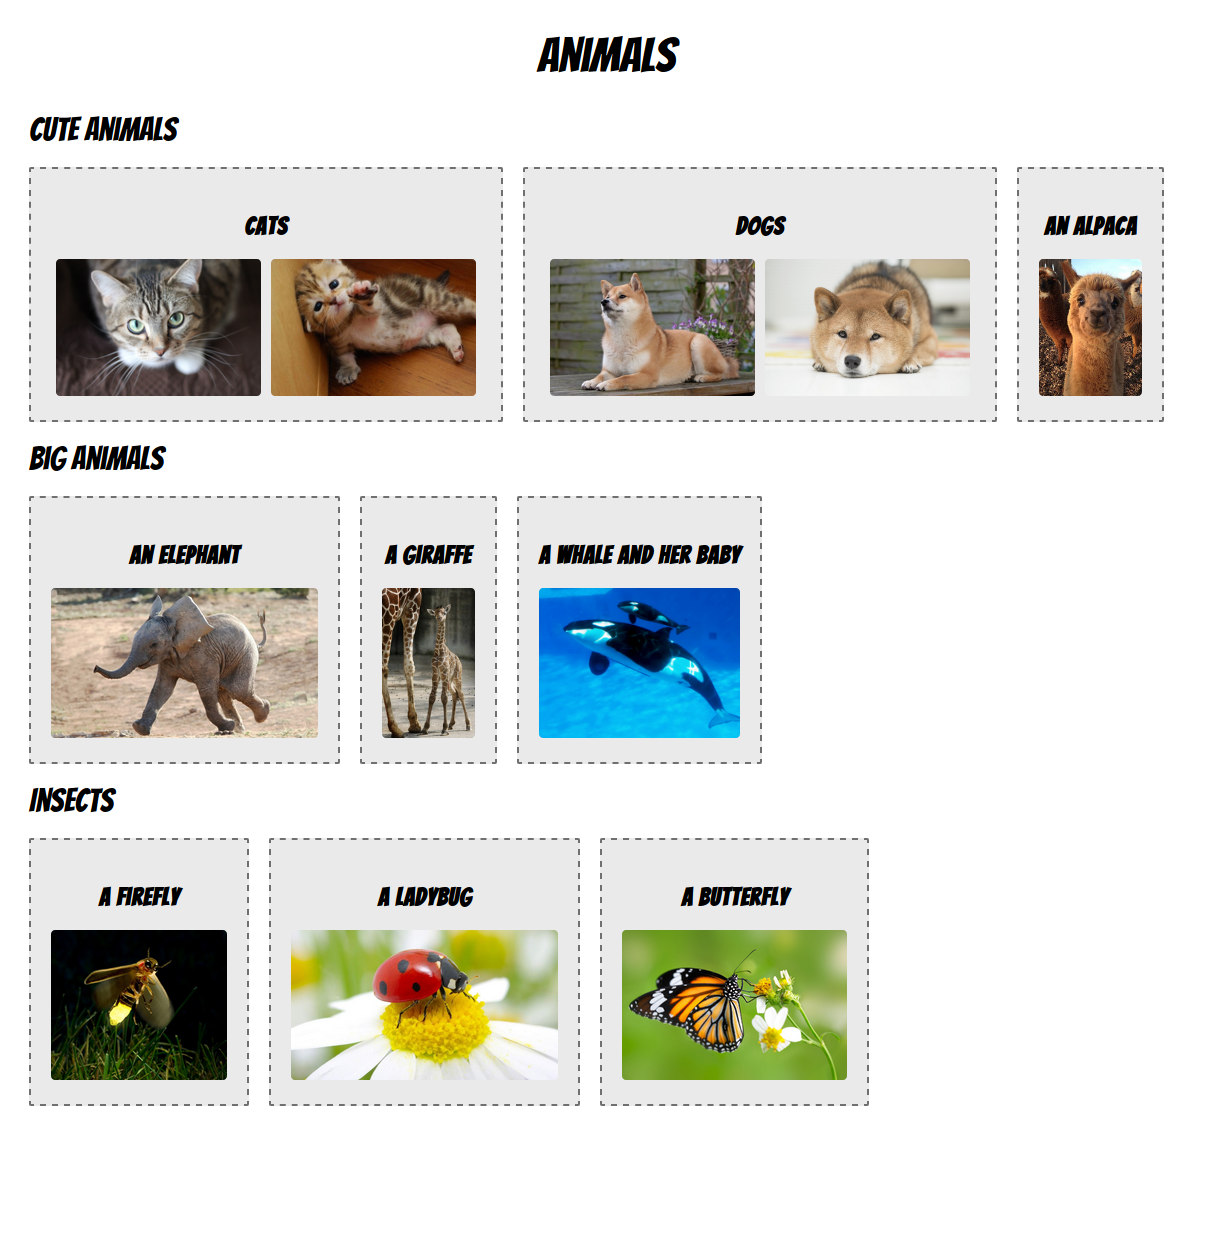 ANIMALS
CUTE ANIMALS
CATS
DOGS
AN ALPACA
BIG ANIMALS
AN ELEPHANT
A GIRAFFE
A WHALE AND HER BABY
INSECTS
A FIREFLY
A LADYBUG
A BUTTERFLY